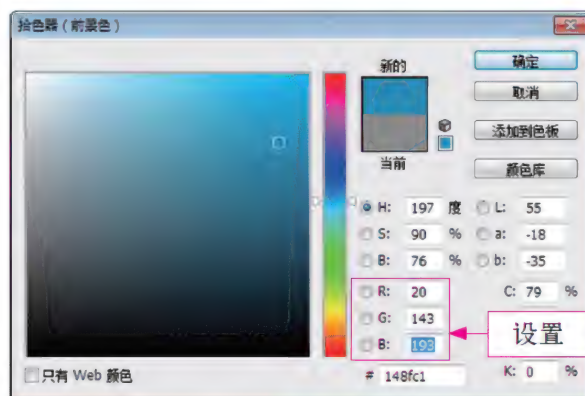 拾色器（前景色）
新的
当前
确定
取消
添加到色板
颜色库
H: 197 度
L: 55
S: 90 %
a: -18
B: 76 %
b: -35
R: 20
C: 79 %
G: 143
B: 193
设置
# 148fc1
K: 0 %
只有 Web 颜色